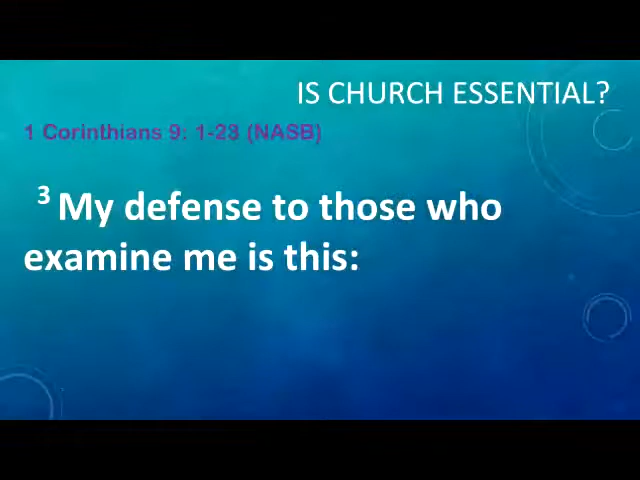 IS CHURCH ESSENTIAL?
1 Corinthians 9: 1-23 (NASB)
3 My defense to those who
examine me is this: